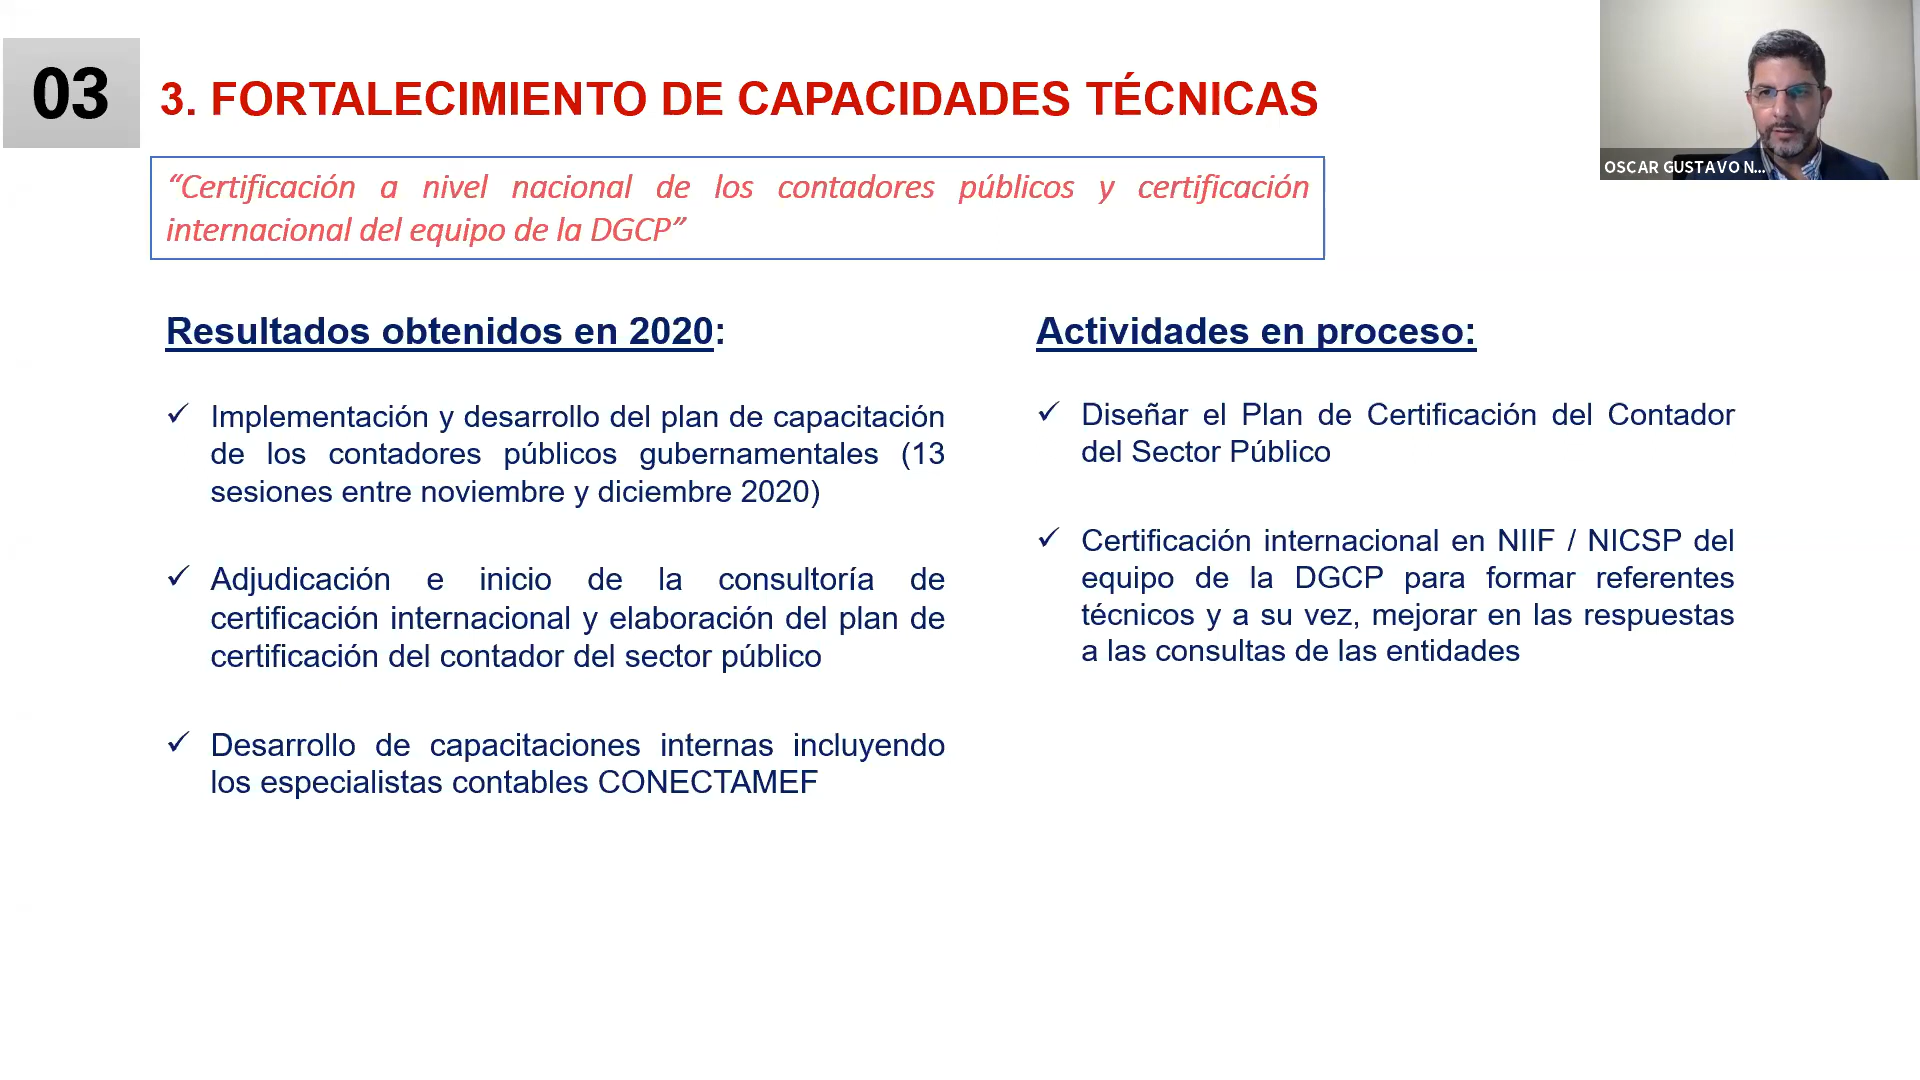 03
3. FORTALECIMIENTO DE CAPACIDADES TÉCNICAS
OSCAR GUSTAVO N...
“Certificación a nivel nacional de los contadores públicos y certificación
internacional del equipo de la DGCP”
Resultados obtenidos en 2020:
✓ Implementación y desarrollo del plan de capacitación
de los contadores públicos gubernamentales (13
sesiones entre noviembre y diciembre 2020)
✓ Adjudicación e inicio de la consultoría de
certificación internacional y elaboración del plan de
certificación del contador del sector público
✓ Desarrollo de capacitaciones internas incluyendo
los especialistas contables CONECTAMEF
Actividades en proceso:
✓ Diseñar el Plan de Certificación del Contador
del Sector Público
✓ Certificación internacional en NIIF / NICSP del
equipo de la DGCP para formar referentes
técnicos y a su vez, mejorar en las respuestas
a las consultas de las entidades